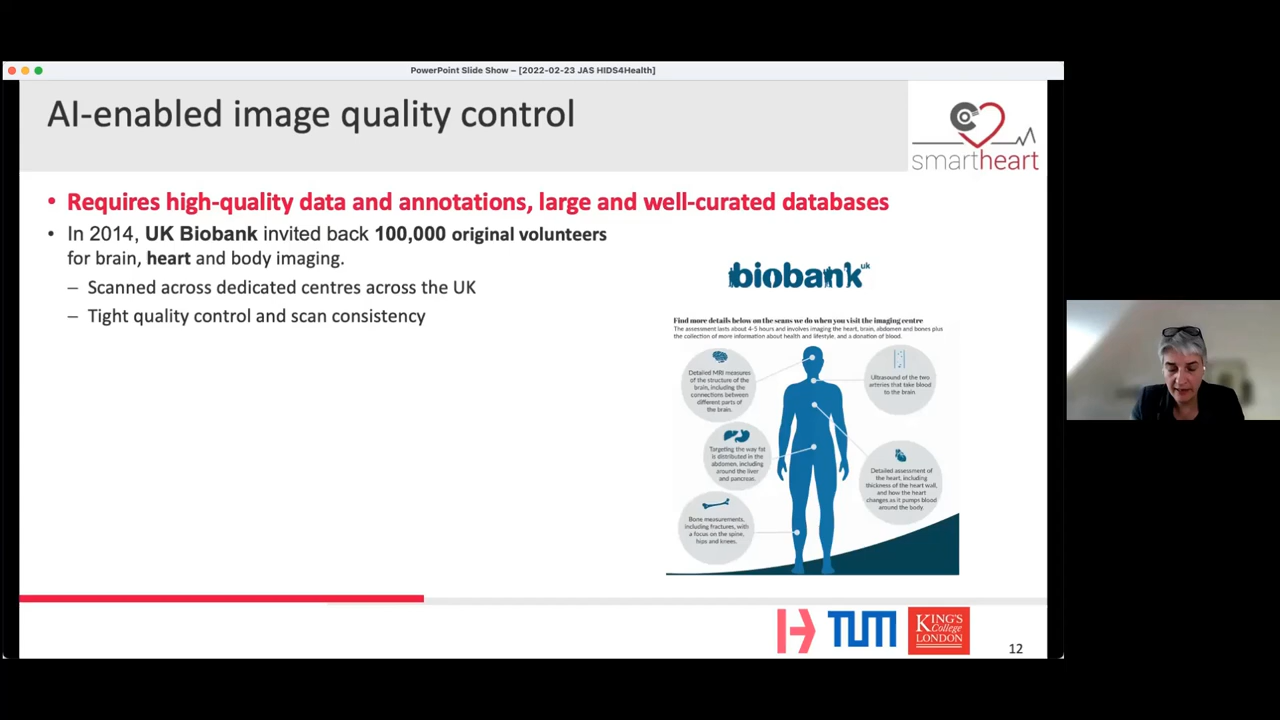 PowerPoint Slide Show – [2022-02-23 JAS HIDS4Health]
AI-enabled image quality control
smartheart
• Requires high-quality data and annotations, large and well-curated databases
• In 2014, UK Biobank invited back 100,000 original volunteers
for brain, heart and body imaging.
– Scanned across dedicated centres across the UK
– Tight quality control and scan consistency
biobank uk
Find more details below on the scans we do when you visit the imaging centre
The assessment lasts about 4-5 hours and involves imaging the heart, brain, abdomen and bones plus
the collection of more information about health and lifestyle, and a donation of blood.
Detailed MRI measures
of the structure of the
brain, including the
connections between
different parts of
the brain.
Ultrasound of the two
arteries that take blood
to the brain
Targeting the way fat
is distributed in the
abdomen, including
around the liver
and pancreas.
Detailed assessment of
the heart, including
thickness of the heart wall,
and how the heart
changes as it pumps blood
around the body
Bone measurements,
including fractures, with
a focus on the spine,
hips and knees.
TUM
KING'S
College
LONDON
12